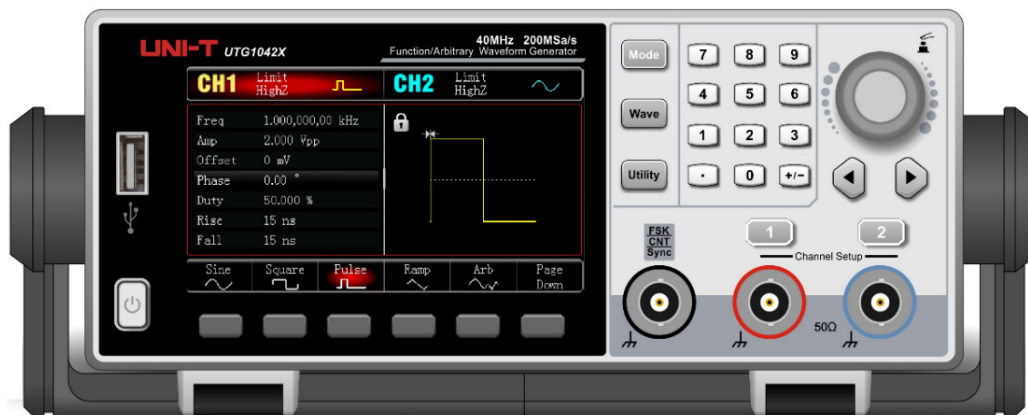 UNI-T UTG1042X
40MHz 200MSa/s
Function/Arbitrary Waveform Generator
CH1 Limit HighZ
CH2 Limit HighZ
Freq 1.000,000,00 kHz
Amp 2.000 Vpp
Offset 0 mV
Phase 0.00 °
Duty 50.000 %
Rise 15 ns
Fall 15 ns
Sine Square Pulse Ramp Arb Page Down
Mode
Wave
Utility
7 8 9
4 5 6
1 2 3
. 0 +/-
FSK
CNT
Sync
1 2
Channel Setup
50Ω